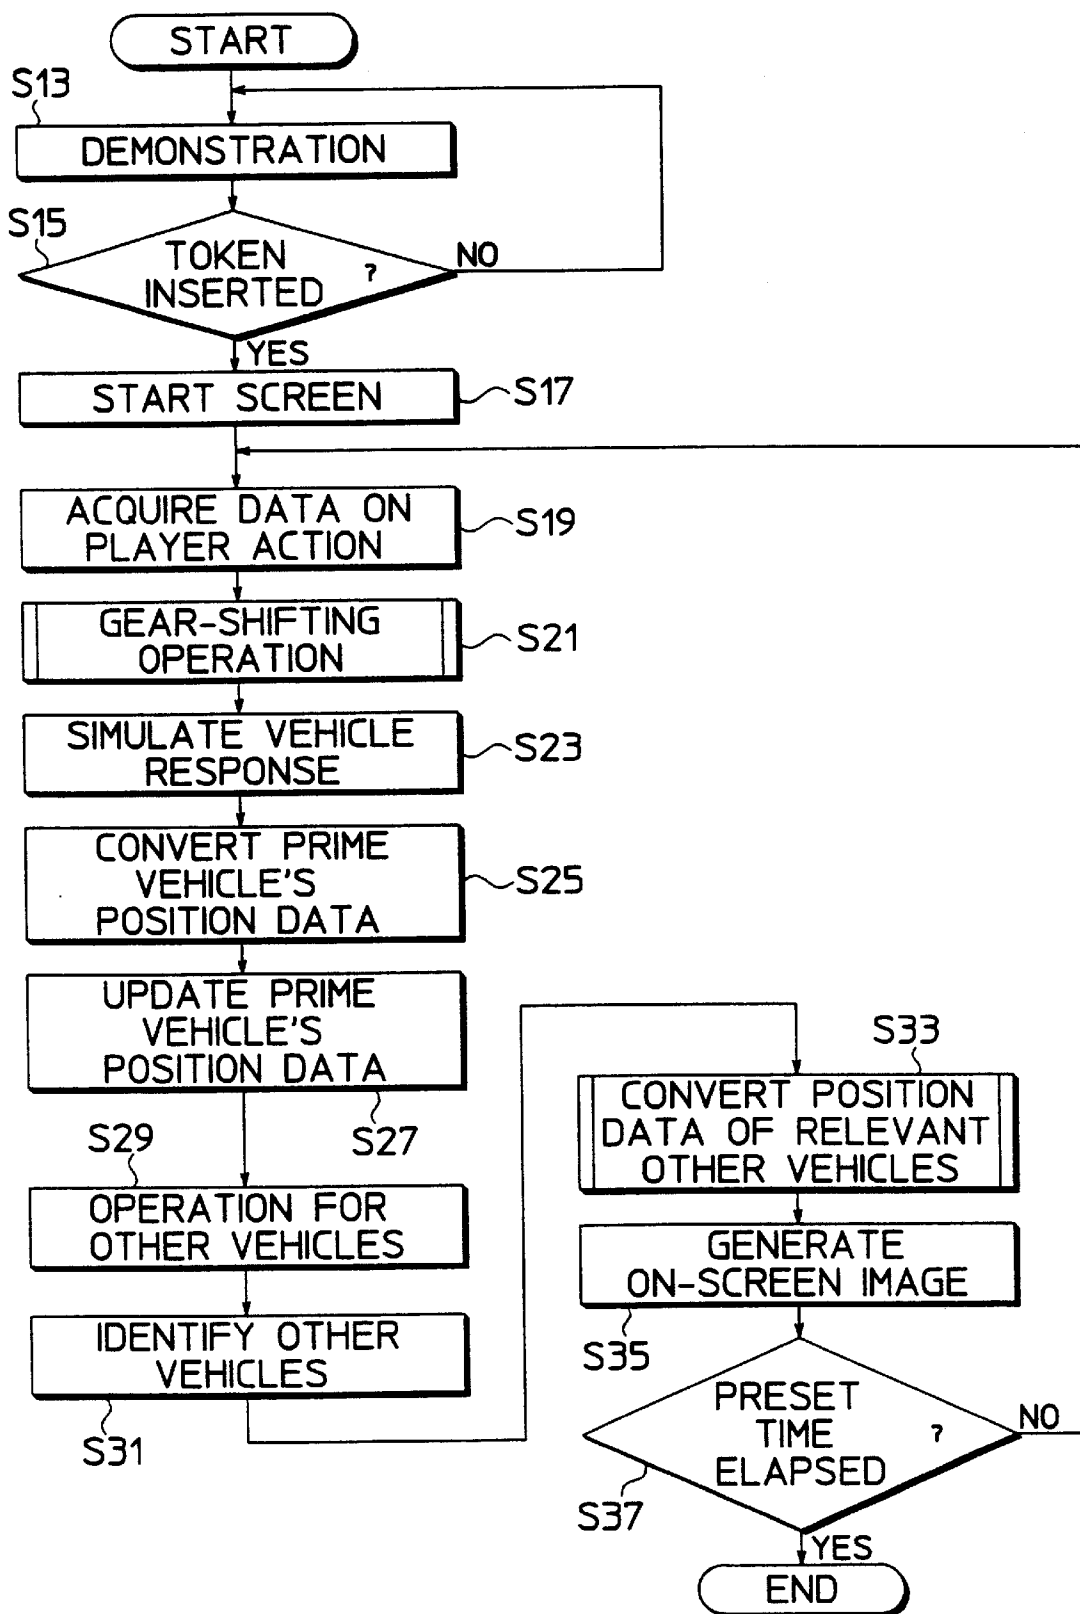 START
S13
DEMONSTRATION
S15
TOKEN
INSERTED ?
NO
YES
START SCREEN
S17
ACQUIRE DATA ON
PLAYER ACTION
S19
GEAR-SHIFTING
OPERATION
S21
SIMULATE VEHICLE
RESPONSE
S23
CONVERT PRIME
VEHICLE'S
POSITION DATA
S25
UPDATE PRIME
VEHICLE'S
POSITION DATA
S27
S29
OPERATION FOR
OTHER VEHICLES
IDENTIFY OTHER
VEHICLES
S31
S33
CONVERT POSITION
DATA OF RELEVANT
OTHER VEHICLES
GENERATE
ON-SCREEN IMAGE
S35
PRESET
TIME ?
ELAPSED
NO
S37
YES
END